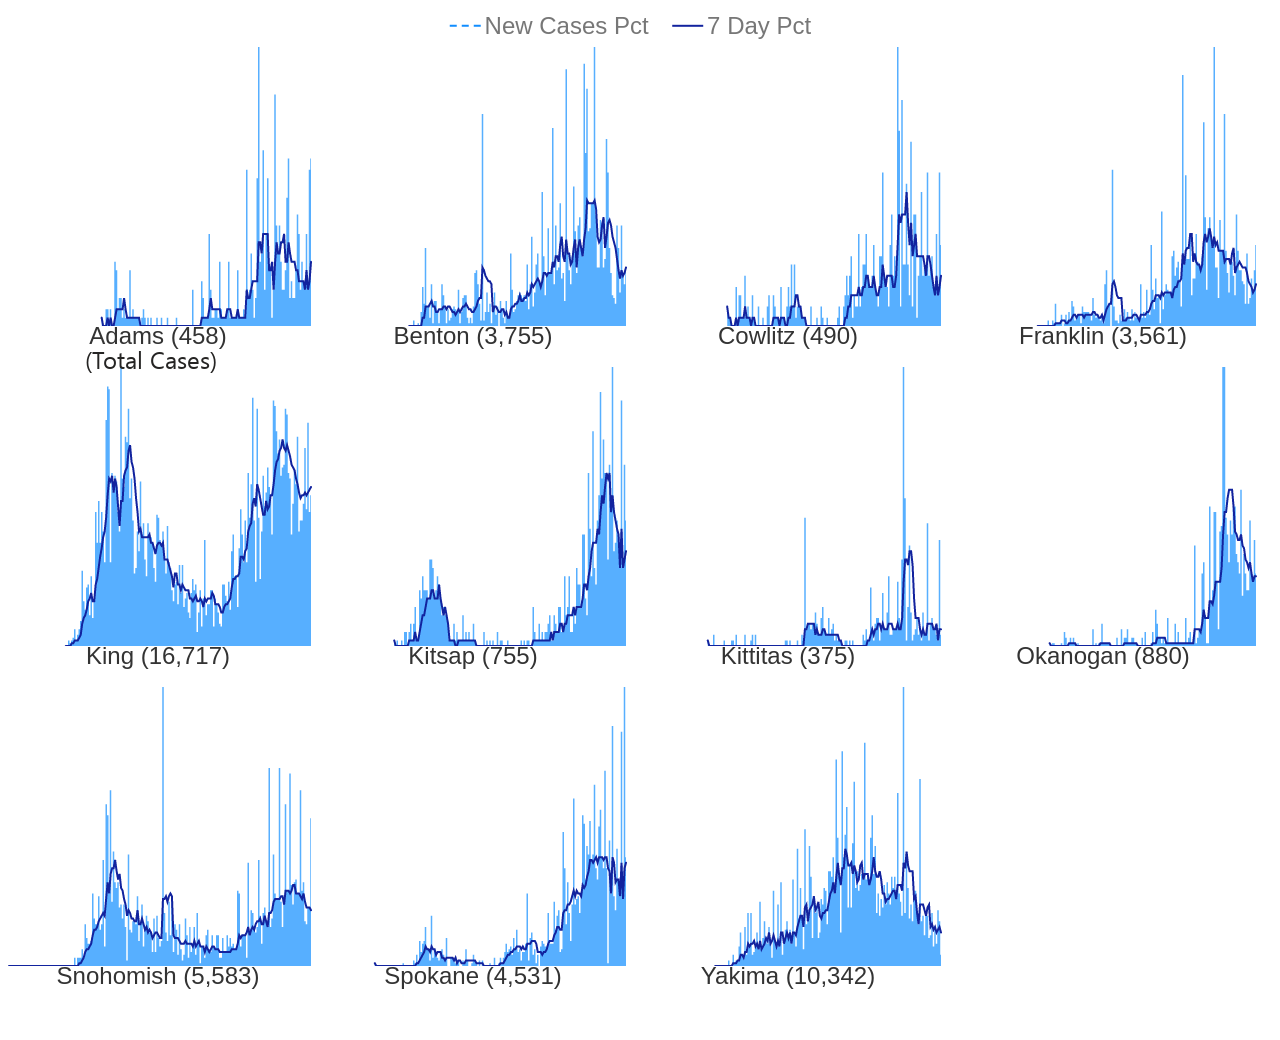 New Cases Pct 7 Day Pct
Adams (458) Benton (3,755) Cowlitz (490) Franklin (3,561)
(Total Cases)
King (16,717) Kitsap (755) Kittitas (375) Okanogan (880)
Snohomish (5,583) Spokane (4,531) Yakima (10,342)